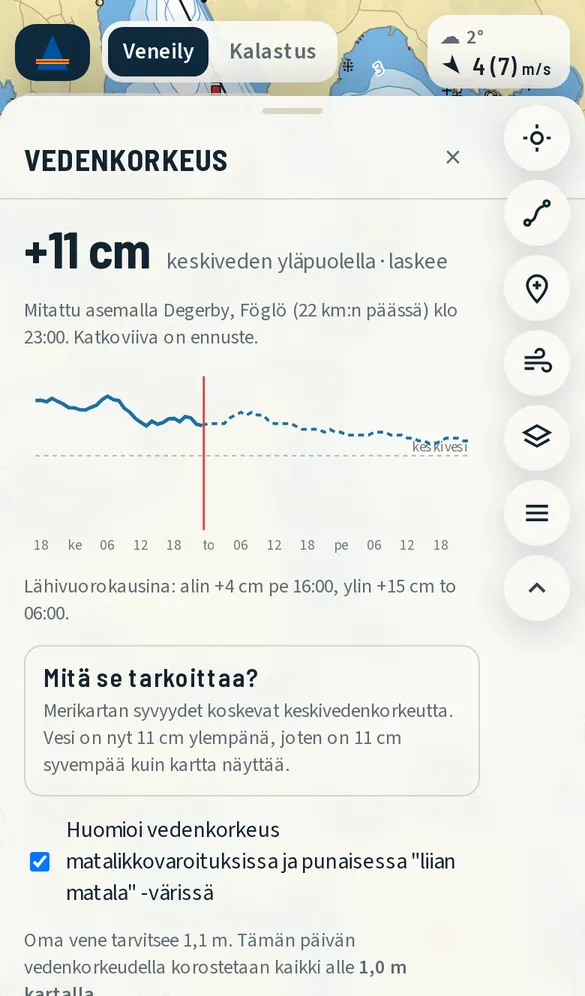 Veneily
Kalastus
2°
4 (7) m/s
3
VEDENKORKEUS
×
+11 cm keskiveden yläpuolella · laskee
Mitattu asemalla Degerby, Föglö (22 km:n päässä) klo
23:00. Katkoviiva on ennuste.
keskivesi
18 ke 06 12 18 to 06 12 18 pe 06 12 18
Lähivuorokausina: alin +4 cm pe 16:00, ylin +15 cm to
06:00.
Mitä se tarkoittaa?
Merikartan syvyydet koskevat keskivedenkorkeutta.
Vesi on nyt 11 cm ylempänä, joten on 11 cm
syvempää kuin kartta näyttää.
Huomioi vedenkorkeus
matalikkovaroituksissa ja punaisessa "liian
matala" -värissä
Oma vene tarvitsee 1,1 m. Tämän päivän
vedenkorkeudella korostetaan kaikki alle 1,0 m
kartalla.